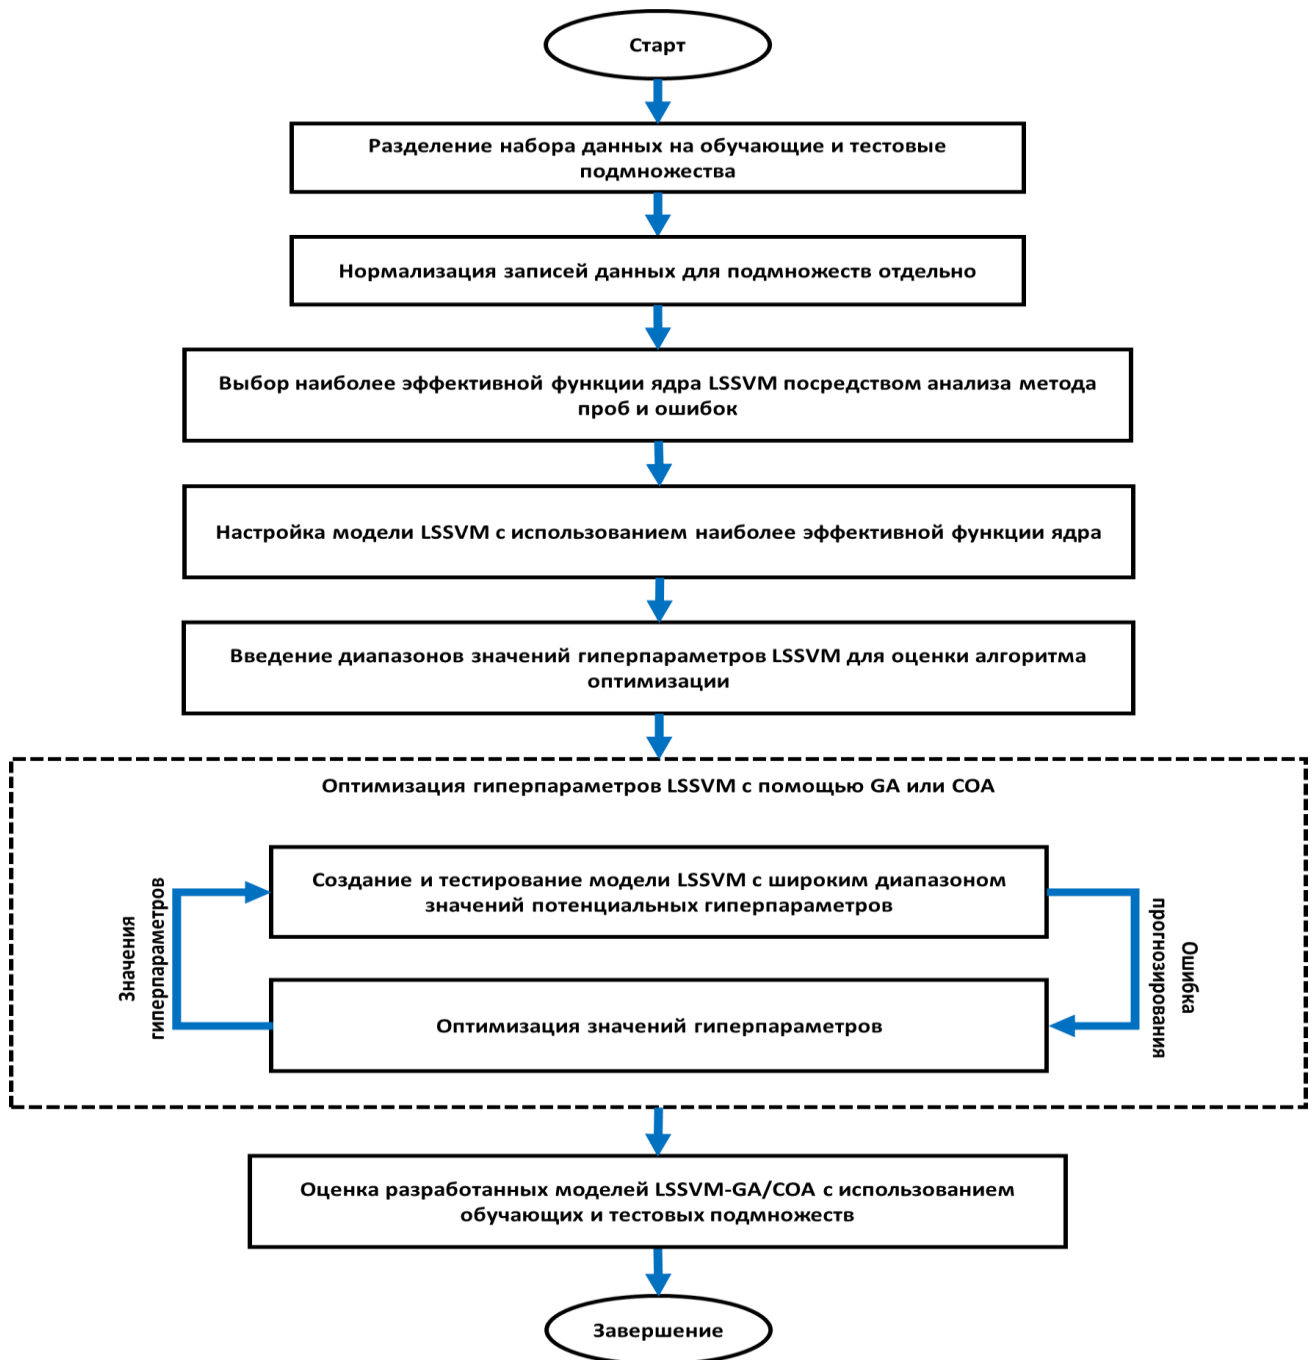 Старт
Разделение набора данных на обучающие и тестовые
подмножества
Нормализация записей данных для подмножеств отдельно
Выбор наиболее эффективной функции ядра LSSVM посредством анализа метода
проб и ошибок
Настройка модели LSSVM с использованием наиболее эффективной функции ядра
Введение диапазонов значений гиперпараметров LSSVM для оценки алгоритма
оптимизации
Оптимизация гиперпараметров LSSVM с помощью GA или COA
Значения
гиперпараметров
Создание и тестирование модели LSSVM с широким диапазоном
значений потенциальных гиперпараметров
Ошибка
прогнозирования
Оптимизация значений гиперпараметров
Оценка разработанных моделей LSSVM-GA/COA с использованием
обучающих и тестовых подмножеств
Завершение